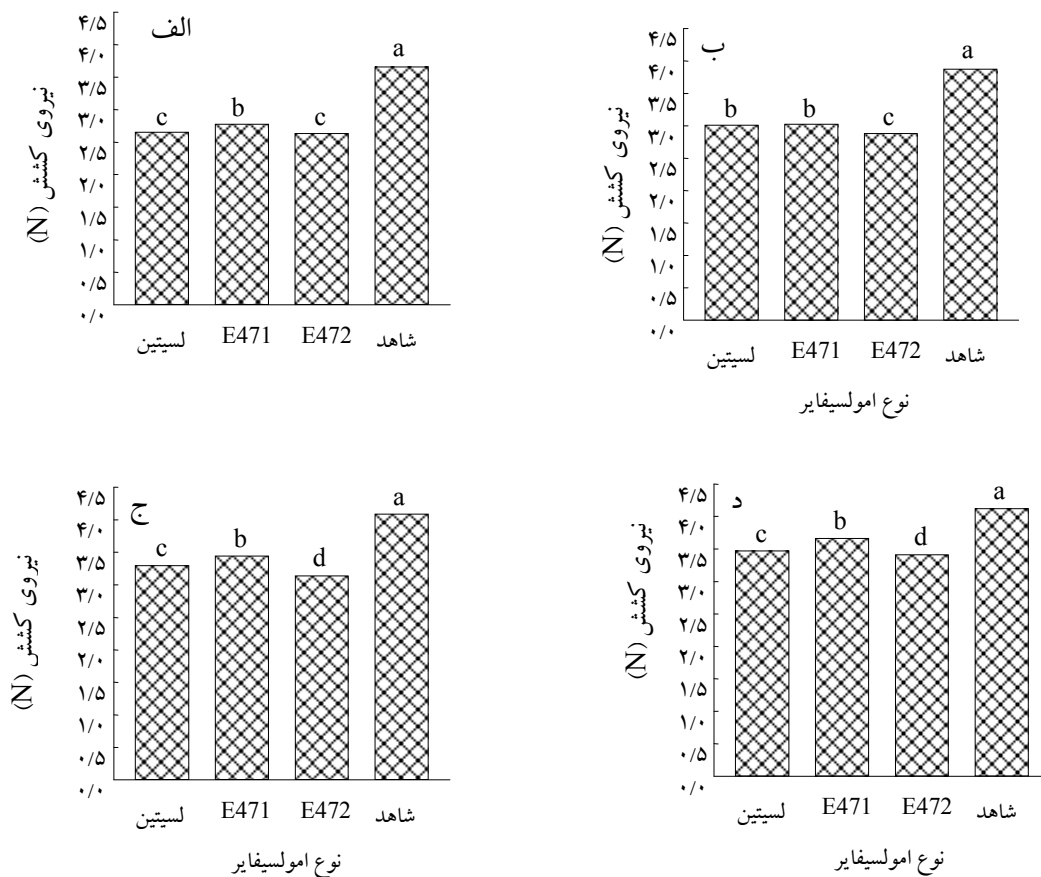 الف
نیروی کشش (N)
۴/۵
۴/۰
۳/۵
۳/۰
۲/۵
۲/۰
۱/۵
۱/۰
۰/۵
۰/۰
c b c a
لسیتین E471 E472 شاهد
ب
نیروی کشش (N)
۴/۵
۴/۰
۳/۵
۳/۰
۲/۵
۲/۰
۱/۵
۱/۰
۰/۵
۰/۰
b b c a
لسیتین E471 E472 شاهد
نوع امولسیفایر
ج
نیروی کشش (N)
۴/۵
۴/۰
۳/۵
۳/۰
۲/۵
۲/۰
۱/۵
۱/۰
۰/۵
۰/۰
c b d a
لسیتین E471 E472 شاهد
نوع امولسیفایر
د
نیروی کشش (N)
۴/۵
۴/۰
۳/۵
۳/۰
۲/۵
۲/۰
۱/۵
۱/۰
۰/۵
۰/۰
c b d a
لسیتین E471 E472 شاهد
نوع امولسیفایر